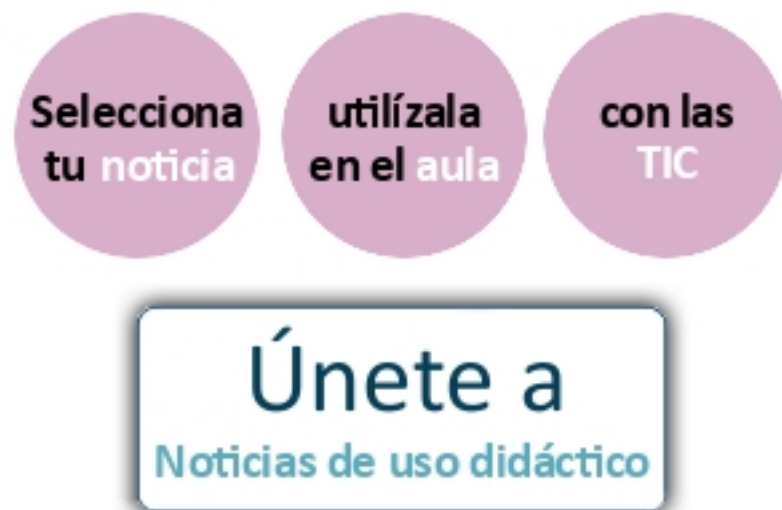 Selecciona
tu noticia
utilízala
en el aula
con las
TIC
Únete a
Noticias de uso didáctico